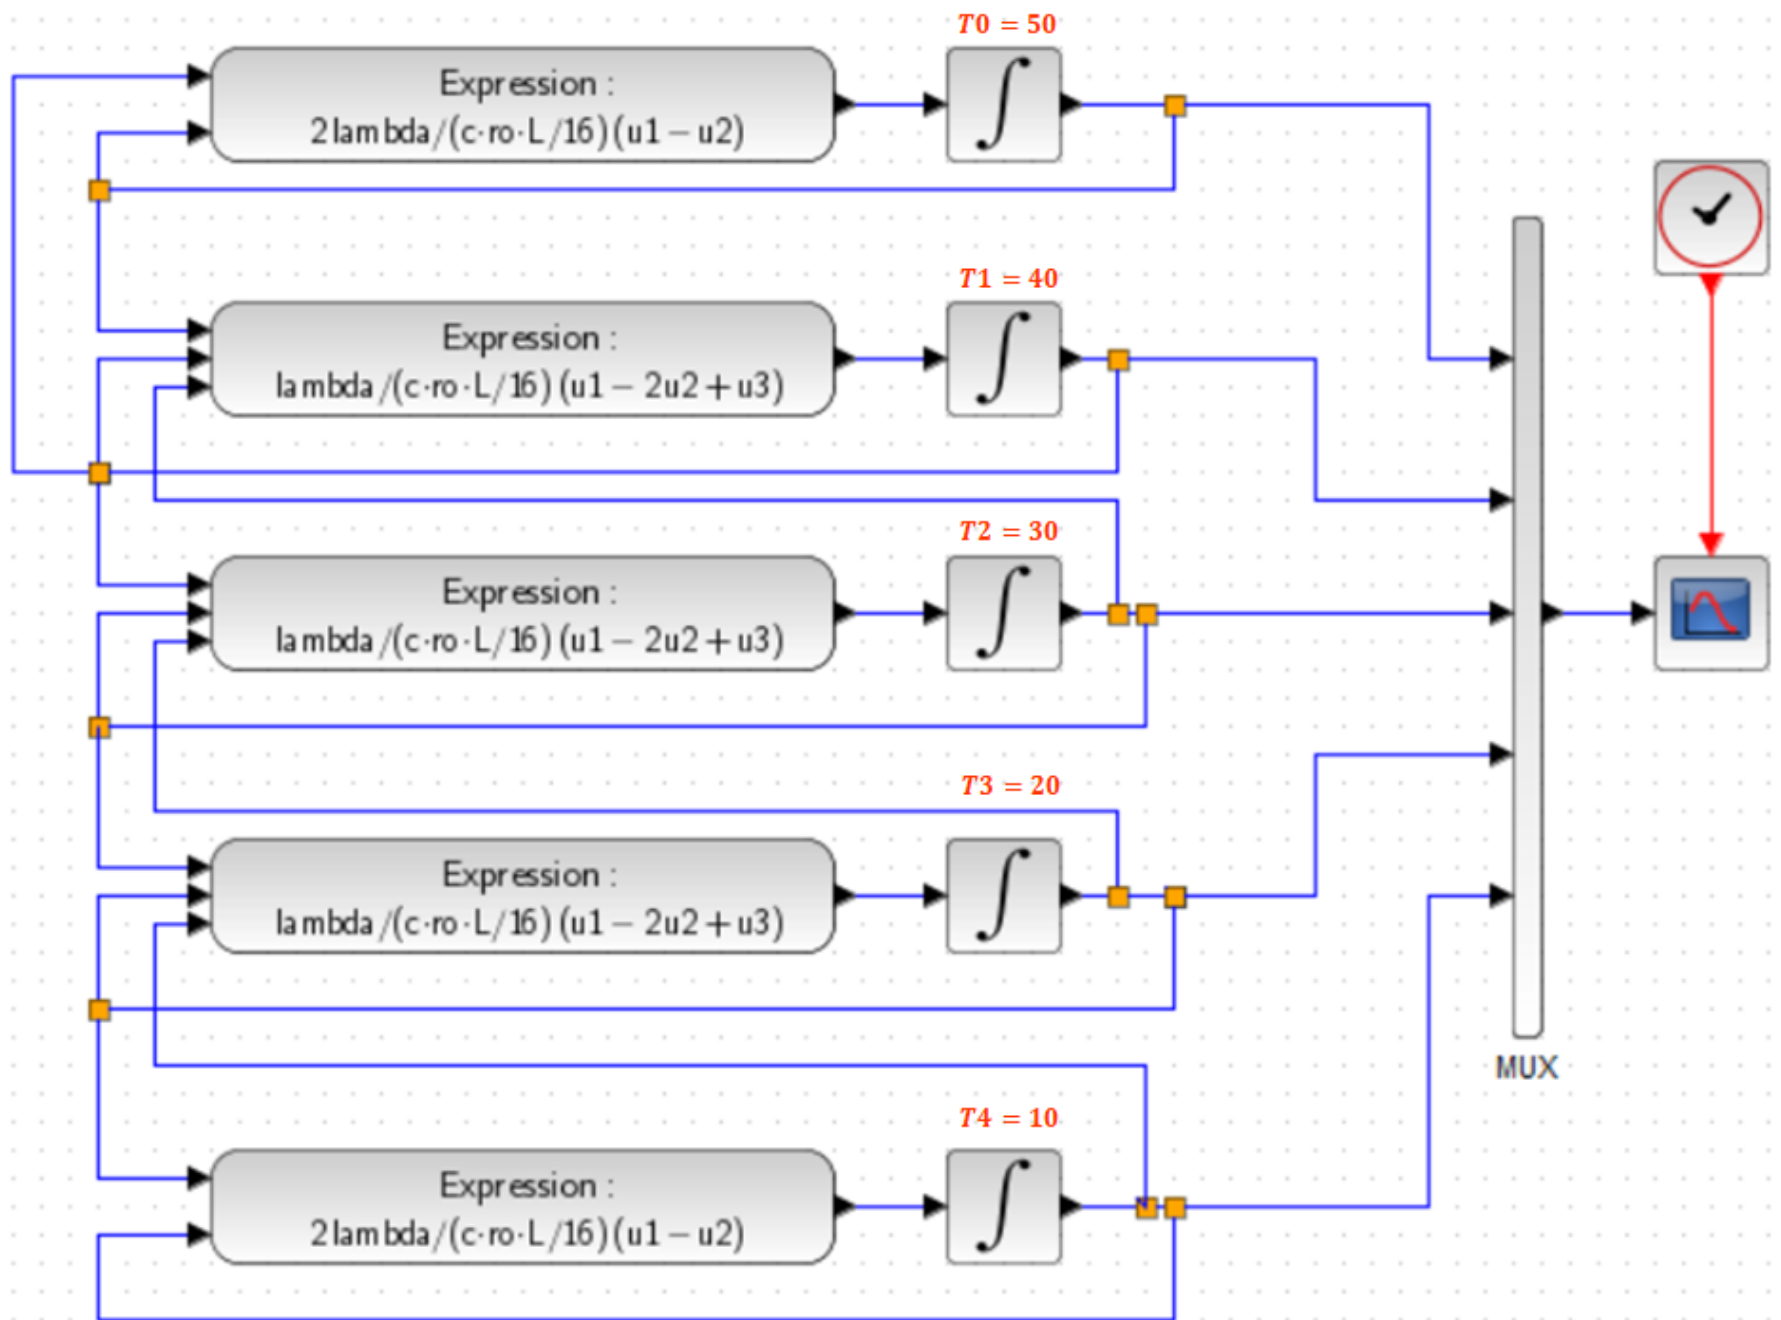 T0 = 50
Expression :
2lambda/(c·ro·L/16)(u1 − u2)
T1 = 40
Expression :
lambda/(c·ro·L/16)(u1 − 2u2 + u3)
T2 = 30
Expression :
lambda/(c·ro·L/16)(u1 − 2u2 + u3)
T3 = 20
Expression :
lambda/(c·ro·L/16)(u1 − 2u2 + u3)
MUX
T4 = 10
Expression :
2lambda/(c·ro·L/16)(u1 − u2)